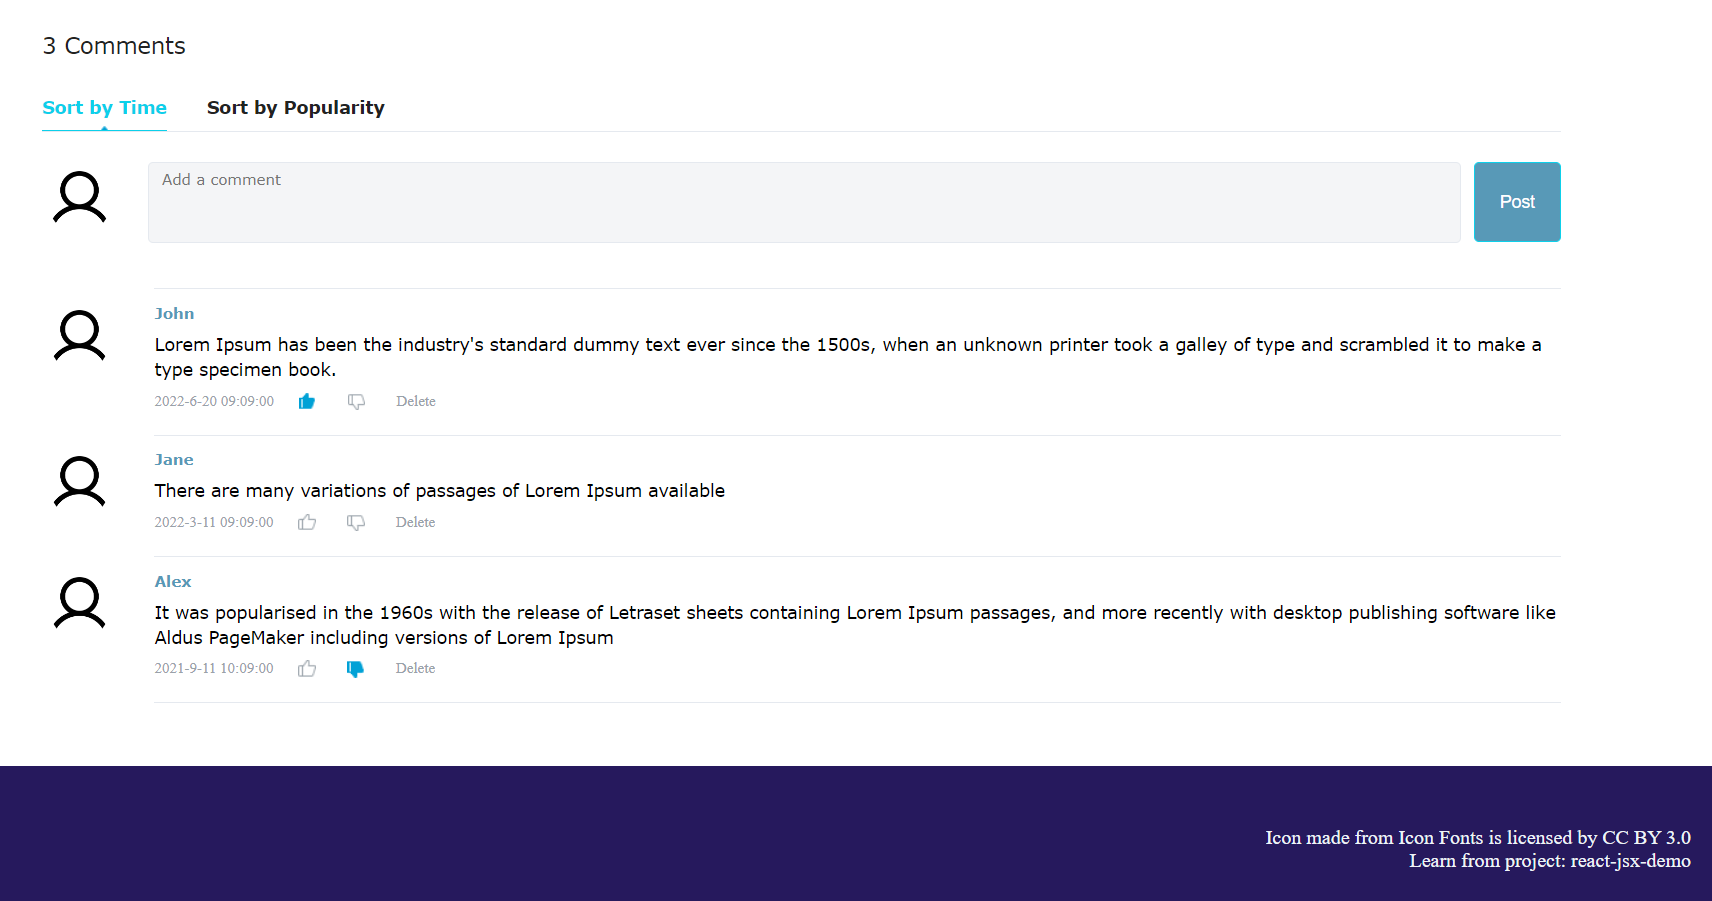 3 Comments
Sort by Time Sort by Popularity
Add a comment
Post
John
Lorem Ipsum has been the industry's standard dummy text ever since the 1500s, when an unknown printer took a galley of type and scrambled it to make a
type specimen book.
2022-6-20 09:09:00 Delete
Jane
There are many variations of passages of Lorem Ipsum available
2022-3-11 09:09:00 Delete
Alex
It was popularised in the 1960s with the release of Letraset sheets containing Lorem Ipsum passages, and more recently with desktop publishing software like
Aldus PageMaker including versions of Lorem Ipsum
2021-9-11 10:09:00 Delete
Icon made from Icon Fonts is licensed by CC BY 3.0
Learn from project: react-jsx-demo